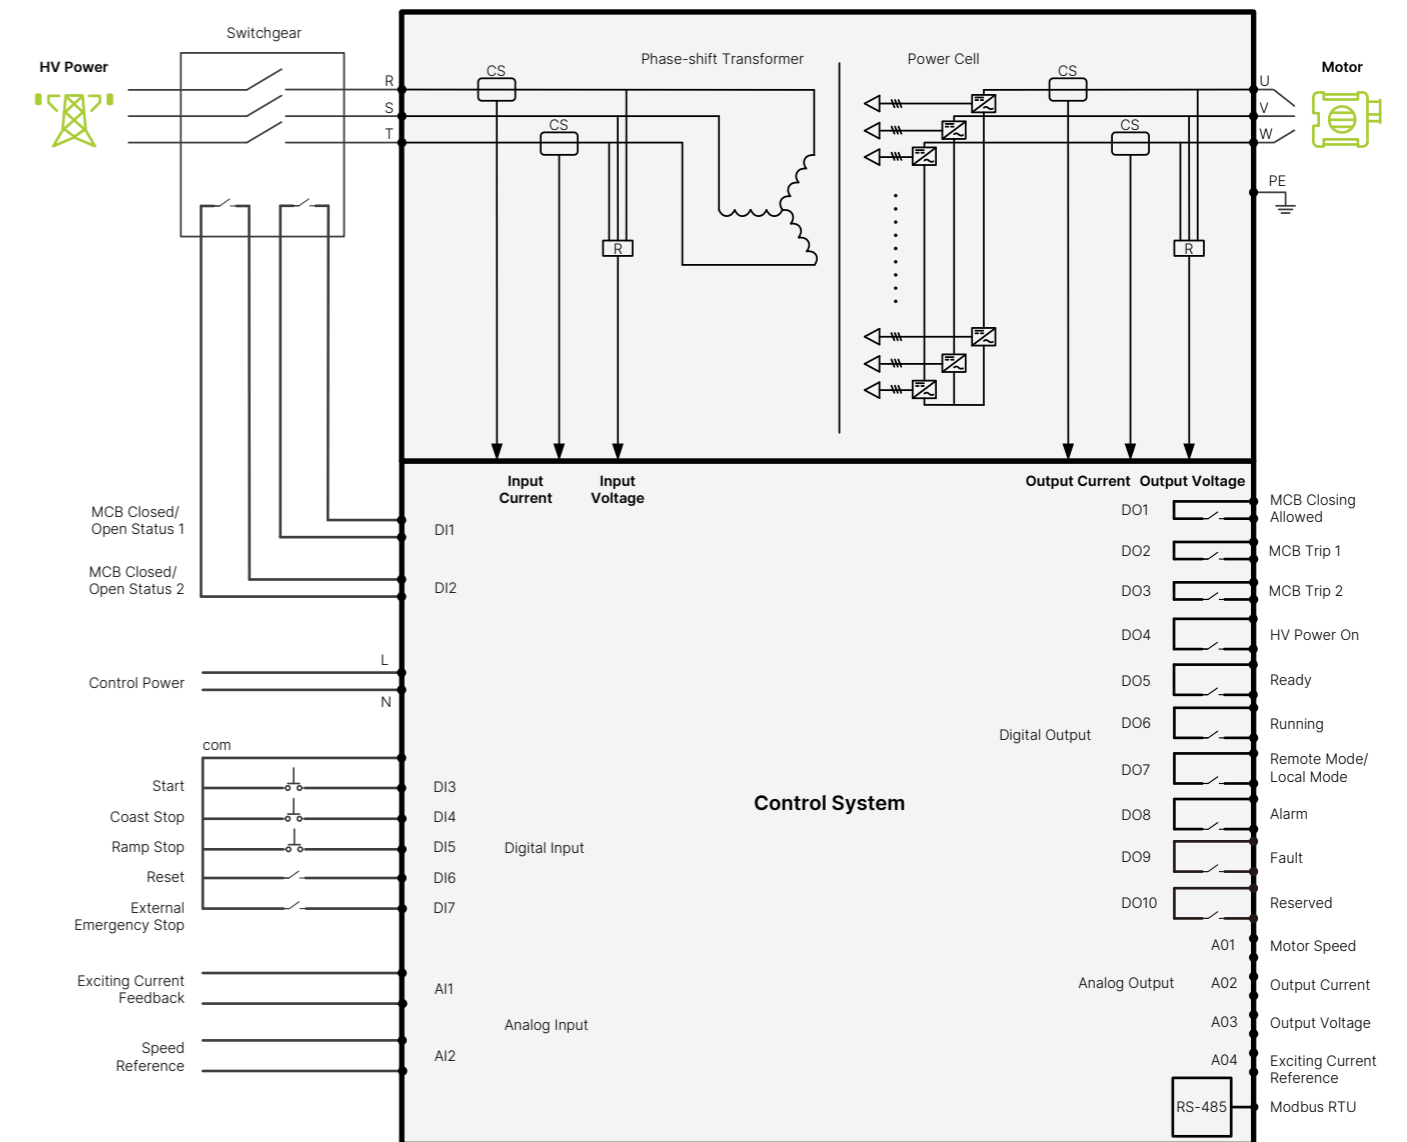 Switchgear
HV Power
Phase-shift Transformer
Power Cell
Motor
CS
CS
R
U
S
V
CS
CS
T
W
PE
R
R
Input
Current
Input
Voltage
Output Current
Output Voltage
MCB Closed/
Open Status 1
DI1
MCB Closed/
Open Status 2
DI2
L
Control Power
N
com
Start
DI3
Coast Stop
DI4
Ramp Stop
DI5
Digital Input
Reset
DI6
External
Emergency Stop
DI7
Exciting Current
Feedback
AI1
Analog Input
Speed
Reference
AI2
Control System
DO1
MCB Closing
Allowed
DO2
MCB Trip 1
DO3
MCB Trip 2
DO4
HV Power On
DO5
Ready
Digital Output
DO6
Running
DO7
Remote Mode/
Local Mode
DO8
Alarm
DO9
Fault
DO10
Reserved
A01
Motor Speed
Analog Output
A02
Output Current
A03
Output Voltage
A04
Exciting Current
Reference
RS-485
Modbus RTU